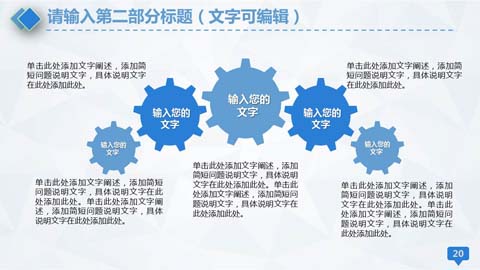 请输入第二部分标题（文字可编辑）
单击此处添加文字阐述，添加简
短问题说明文字，具体说明文字
在此处添加此处。
单击此处添加文字阐述，添加简
短问题说明文字，具体说明文字
在此处添加此处。
输入您的
文字
输入您的
文字
输入您的
文字
输入您的
文字
输入您的
文字
单击此处添加文字阐述，添加简短
问题说明文字，具体说明文字在此
处添加此处。单击此处添加文字阐
述，添加简短问题说明文字，具体
说明文字在此处添加此处。
单击此处添加文字阐述，添加
简短问题说明文字，具体说明
文字在此处添加此处。单击此
处添加文字阐述，添加简短问
题说明文字，具体说明文字在
此处添加此处。
单击此处添加文字阐述，添加
简短问题说明文字，具体说明
文字在此处添加此处。单击此
处添加文字阐述，添加简短问
题说明文字，具体说明文字在
此处添加此处。
20